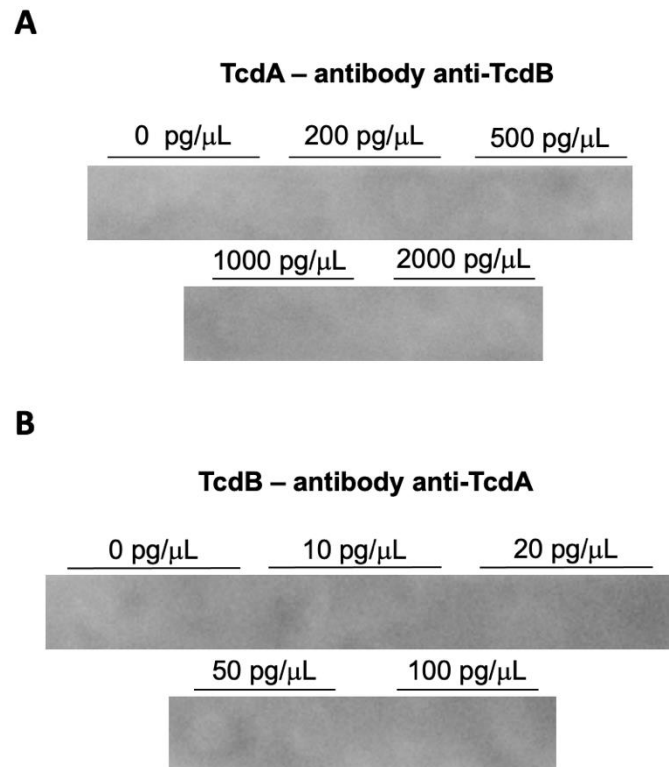 A
TcdA – antibody anti-TcdB
0 pg/μL 200 pg/μL 500 pg/μL
1000 pg/μL 2000 pg/μL
B
TcdB – antibody anti-TcdA
0 pg/μL 10 pg/μL 20 pg/μL
50 pg/μL 100 pg/μL